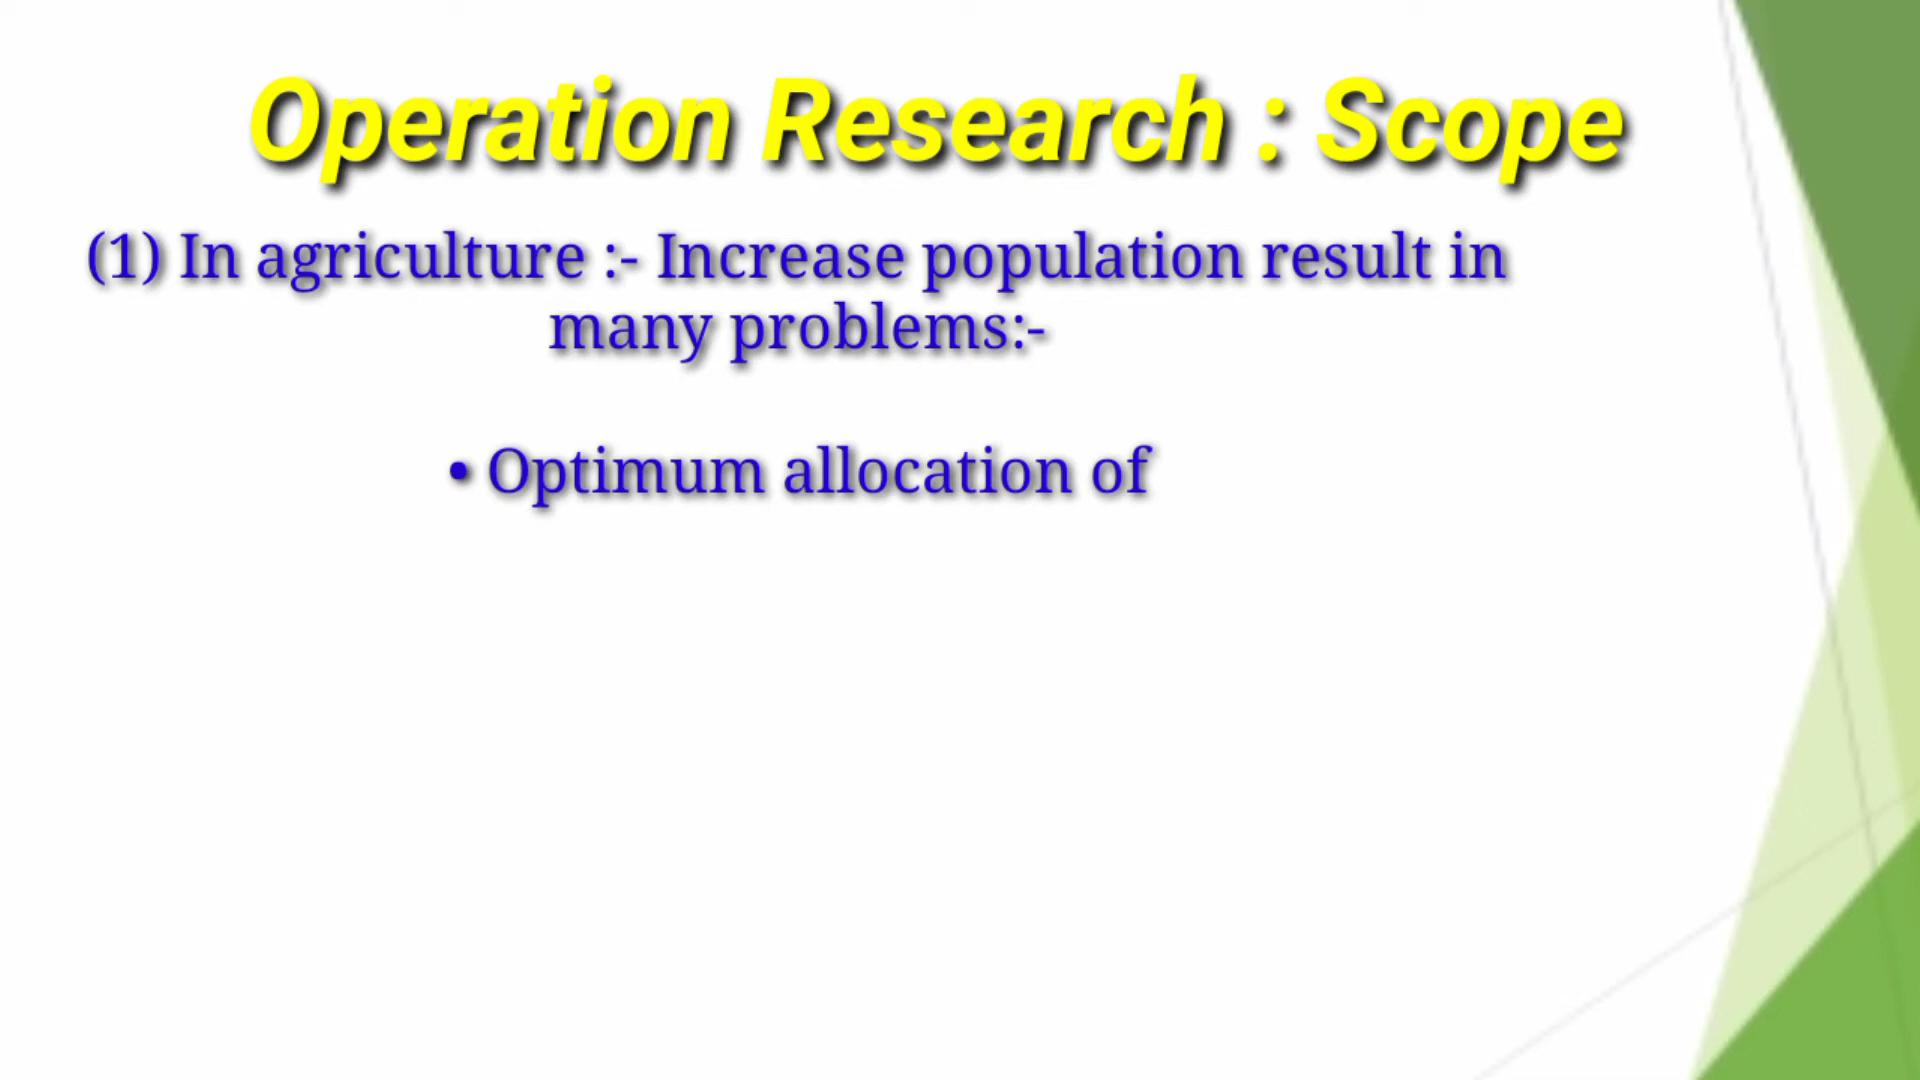 Operation Research : Scope
(1) In agriculture :- Increase population result in
many problems:-
• Optimum allocation of